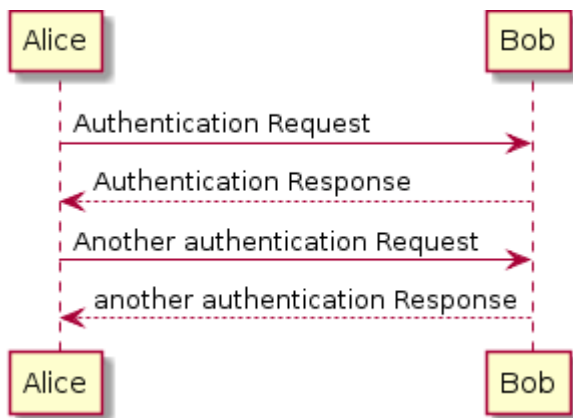 Alice
Bob
Authentication Request
Authentication Response
Another authentication Request
another authentication Response
Alice
Bob